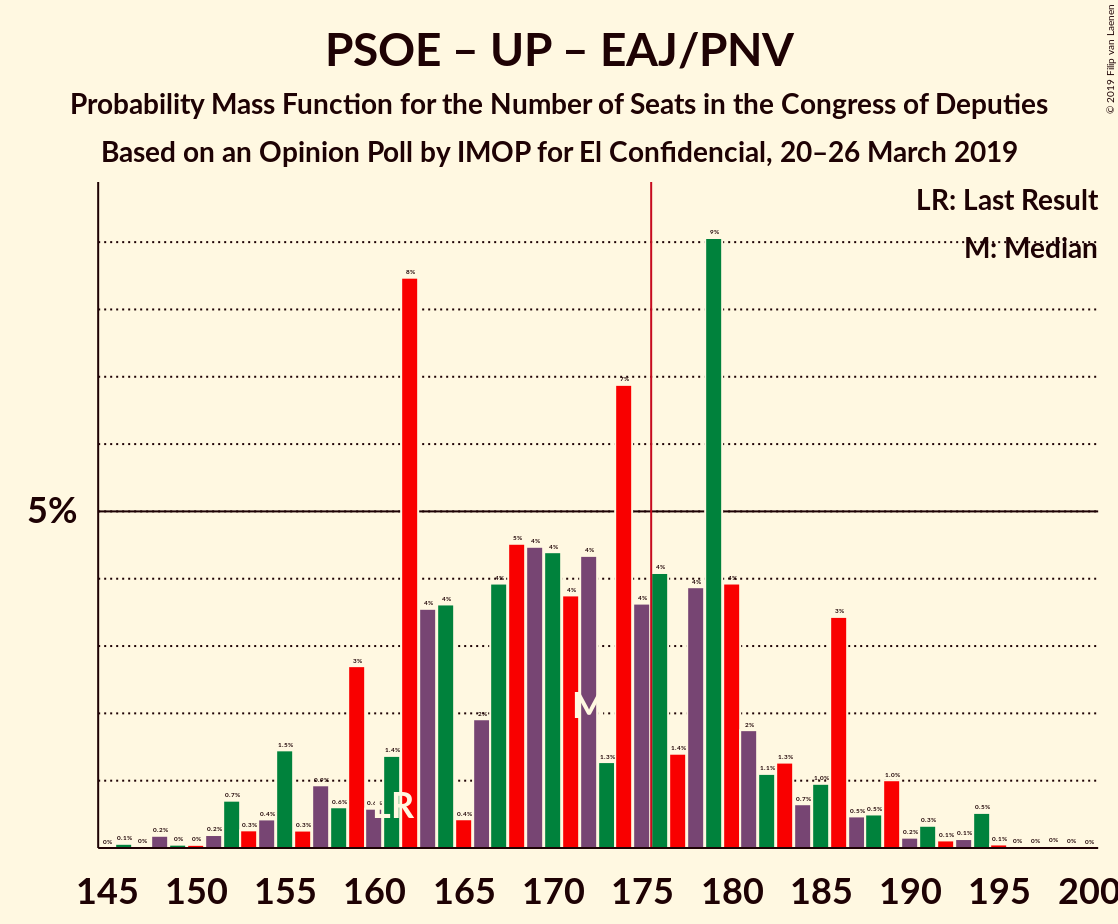 PSOE – UP – EAJ/PNV
Probability Mass Function for the Number of Seats in the Congress of Deputies
Based on an Opinion Poll by IMOP for El Confidencial, 20–26 March 2019
© 2019 Filip van Laenen
LR: Last Result
M: Median
5%
0% 0.1% 0% 0.2% 0% 0% 0.2% 0.7% 0.3% 0.4% 1.5% 0.3% 0.9% 0.6% 3% 1.4% 8% 4% 4% 0.4% 2% 4% 5% 4% 4% 4% 4% 1.3% 7% 4% 4% 1.4% 4% 9% 4% 2% 1.1% 1.3% 0.7% 1.0% 3% 0.5% 0.5% 1.0% 0.2% 0.3% 0.1% 0.1% 0.5% 0.1% 0% 0% 0% 0% 0%
M
LR
145 150 155 160 165 170 175 180 185 190 195 200